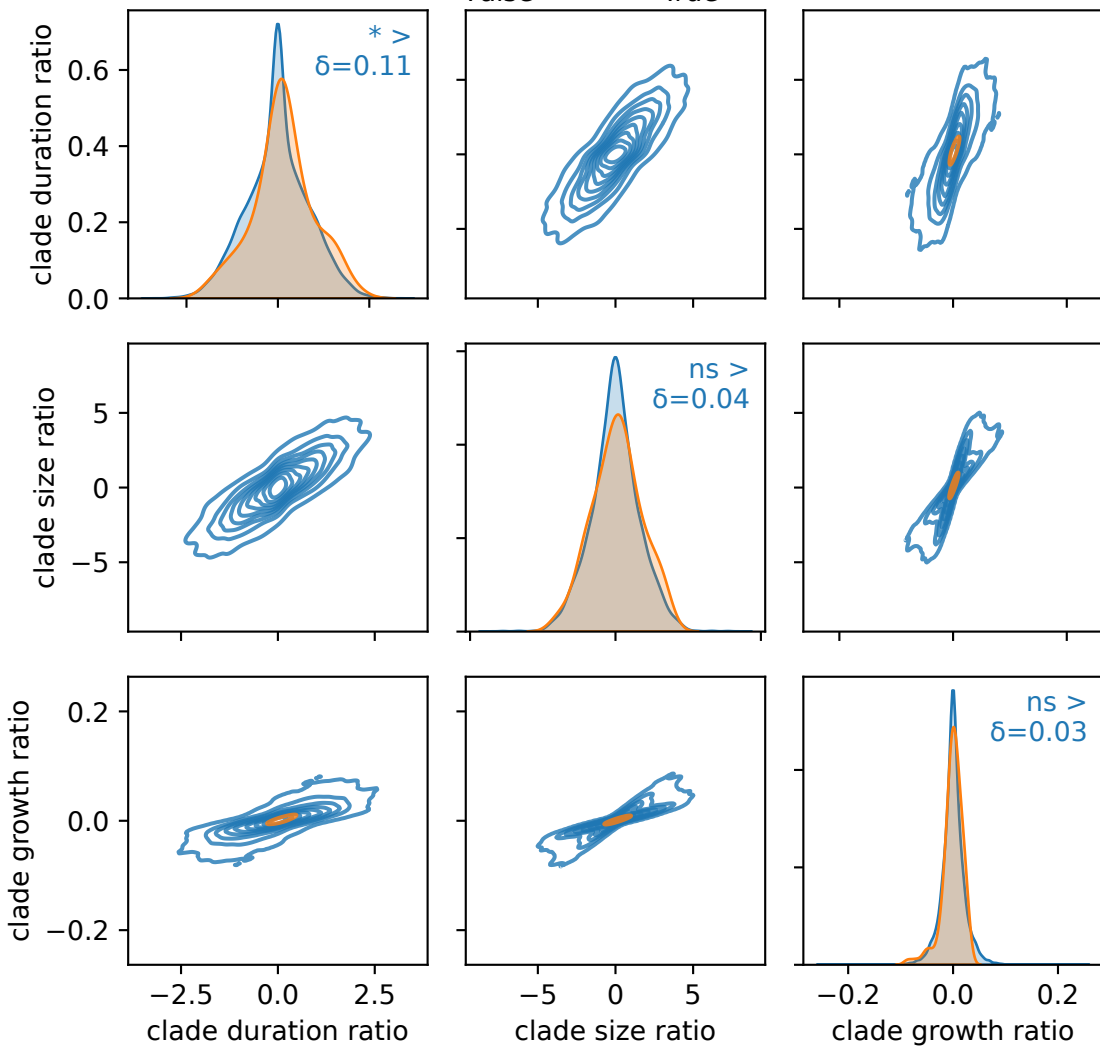 clade duration ratio
0.6
0.4
0.2
0.0
* >
δ=0.11
clade size ratio
5
0
−5
ns >
δ=0.04
clade growth ratio
0.2
0.0
−0.2
ns >
δ=0.03
−2.5 0.0 2.5
−5 0 5
−0.2 0.0 0.2
clade duration ratio
clade size ratio
clade growth ratio